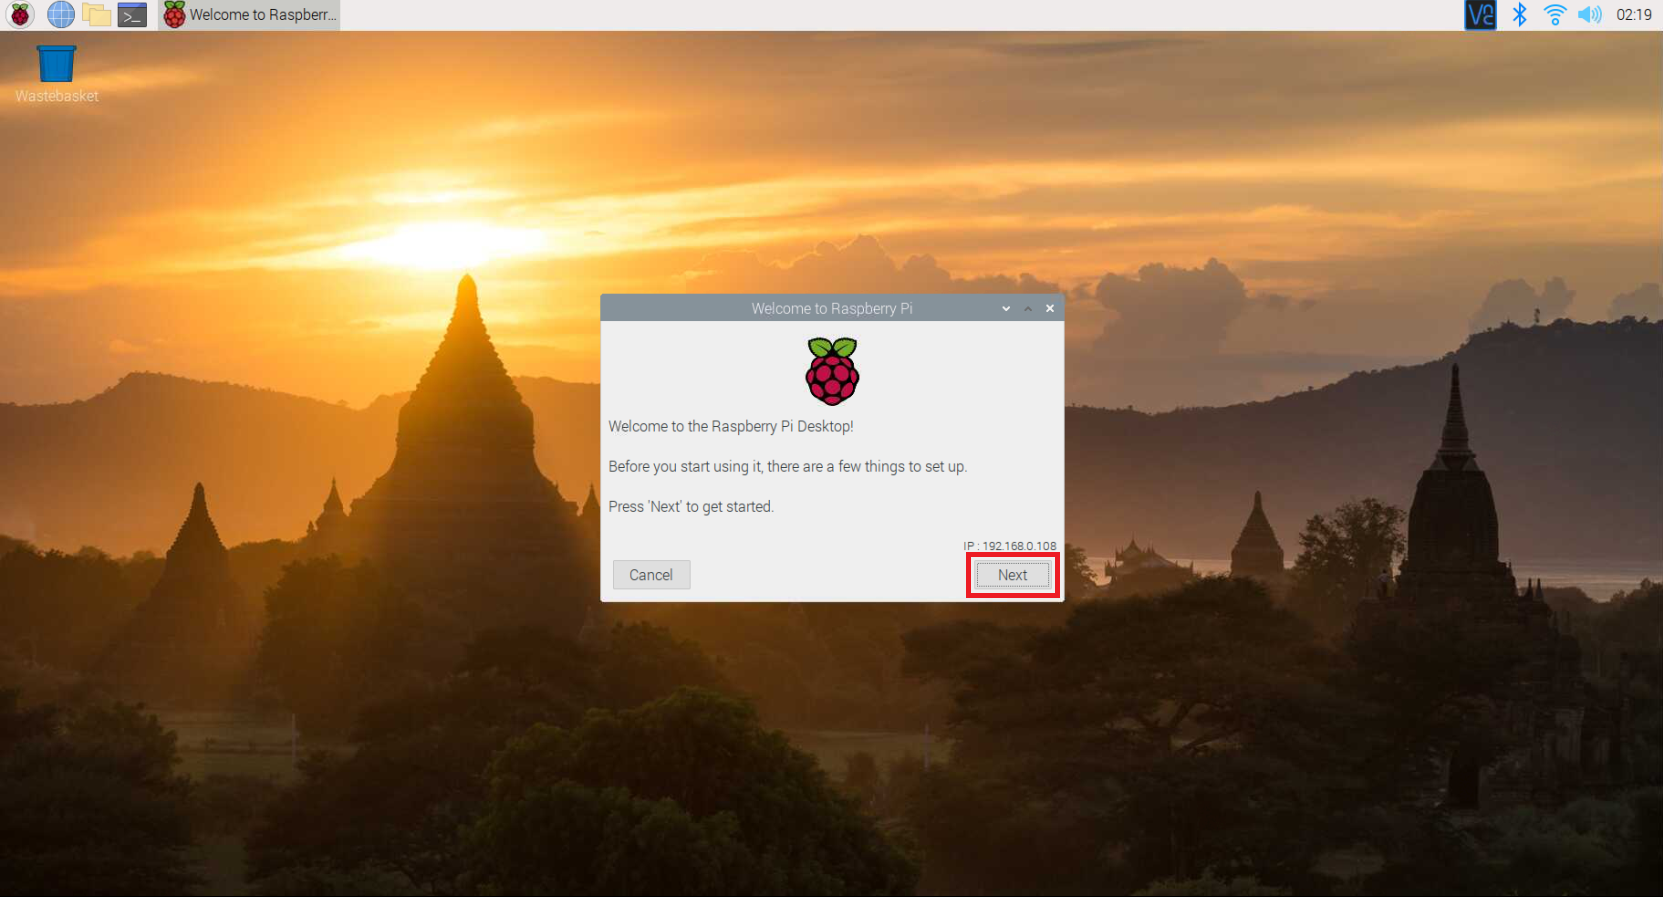 Welcome to Raspberr...
02:19
Wastebasket
Welcome to Raspberry Pi
Welcome to the Raspberry Pi Desktop!
Before you start using it, there are a few things to set up.
Press 'Next' to get started.
IP : 192.168.0.108
Cancel
Next